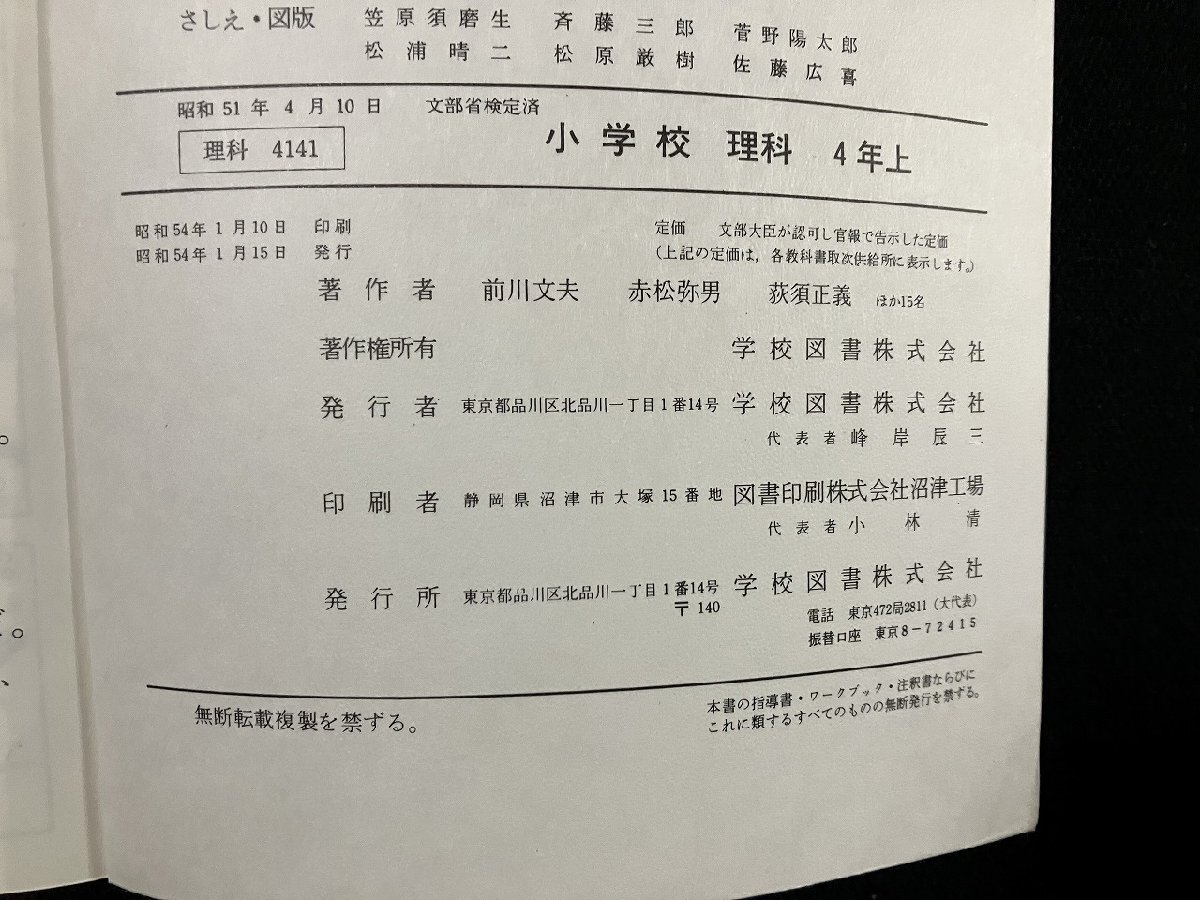 さしえ・図版 笠原須磨生 斉藤三郎 菅野陽太郎
松浦晴二 松原厳樹 佐藤広喜
昭和51年4月10日 文部省検定済
理科 4141
小学校 理科 4年上
昭和54年1月10日 印刷
昭和54年1月15日 発行
定価 文部大臣が認可し官報で告示した定価
(上記の定価は，各教科書取次供給所に表示します。)
著作者 前川文夫 赤松弥男 荻須正義 ほか15名
著作権所有 学校図書株式会社
発行者 東京都品川区北品川一丁目1番14号 学校図書株式会社
代表者 峰岸辰三
印刷者 静岡県沼津市大塚15番地 図書印刷株式会社沼津工場
代表者 小林清
発行所 東京都品川区北品川一丁目1番14号 学校図書株式会社
〒140
電話 東京472局2811（大代表）
振替口座 東京8-72415
無断転載複製を禁ずる。
本書の指導書・ワークブック・注釈書ならびに
これに類するすべてのものの無断発行を禁ずる。